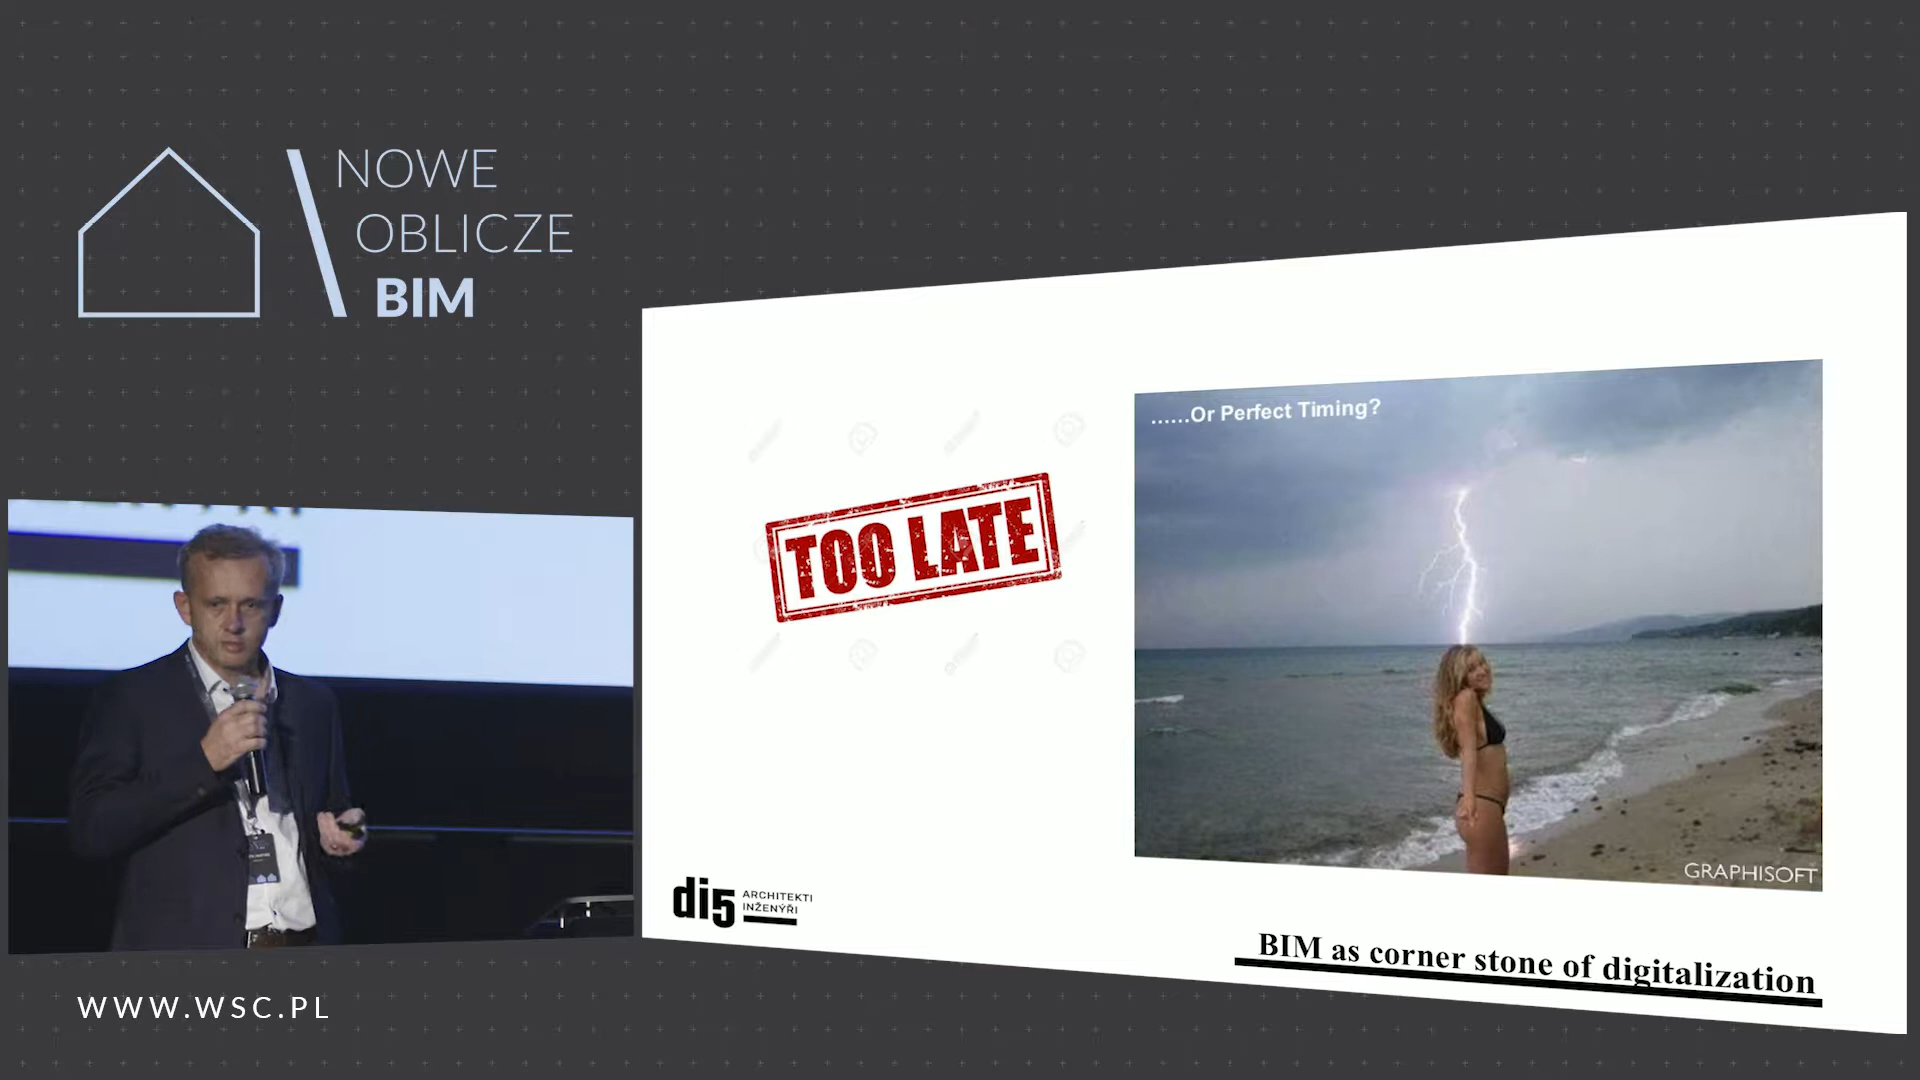 NOWE
OBLICZE
BIM
......Or Perfect Timing?
TOO LATE
GRAPHISOFT
di5 ARCHITEKTI
INŽENÝŘI
BIM as corner stone of digitalization
WWW.WSC.PL